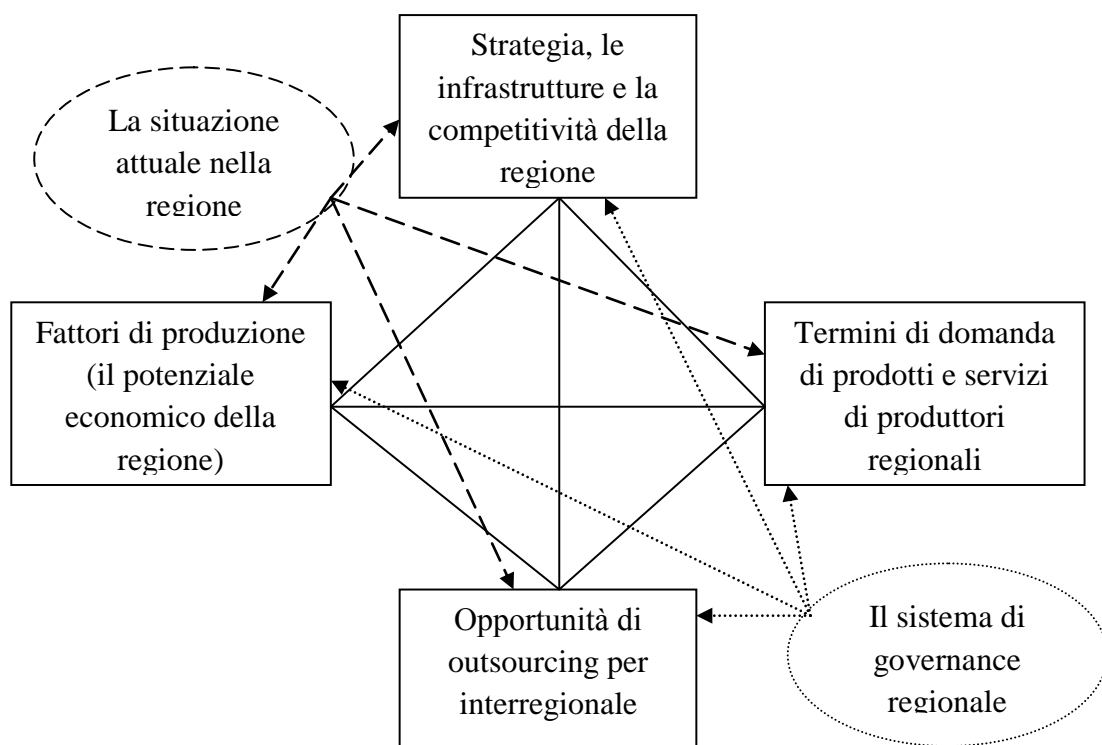 Strategia, le
infrastrutture e la
competitività della
regione
La situazione
attuale nella
regione
Fattori di produzione
(il potenziale
economico della
regione)
Termini di domanda
di prodotti e servizi
di produttori
regionali
Opportunità di
outsourcing per
interregionale
Il sistema di
governance
regionale